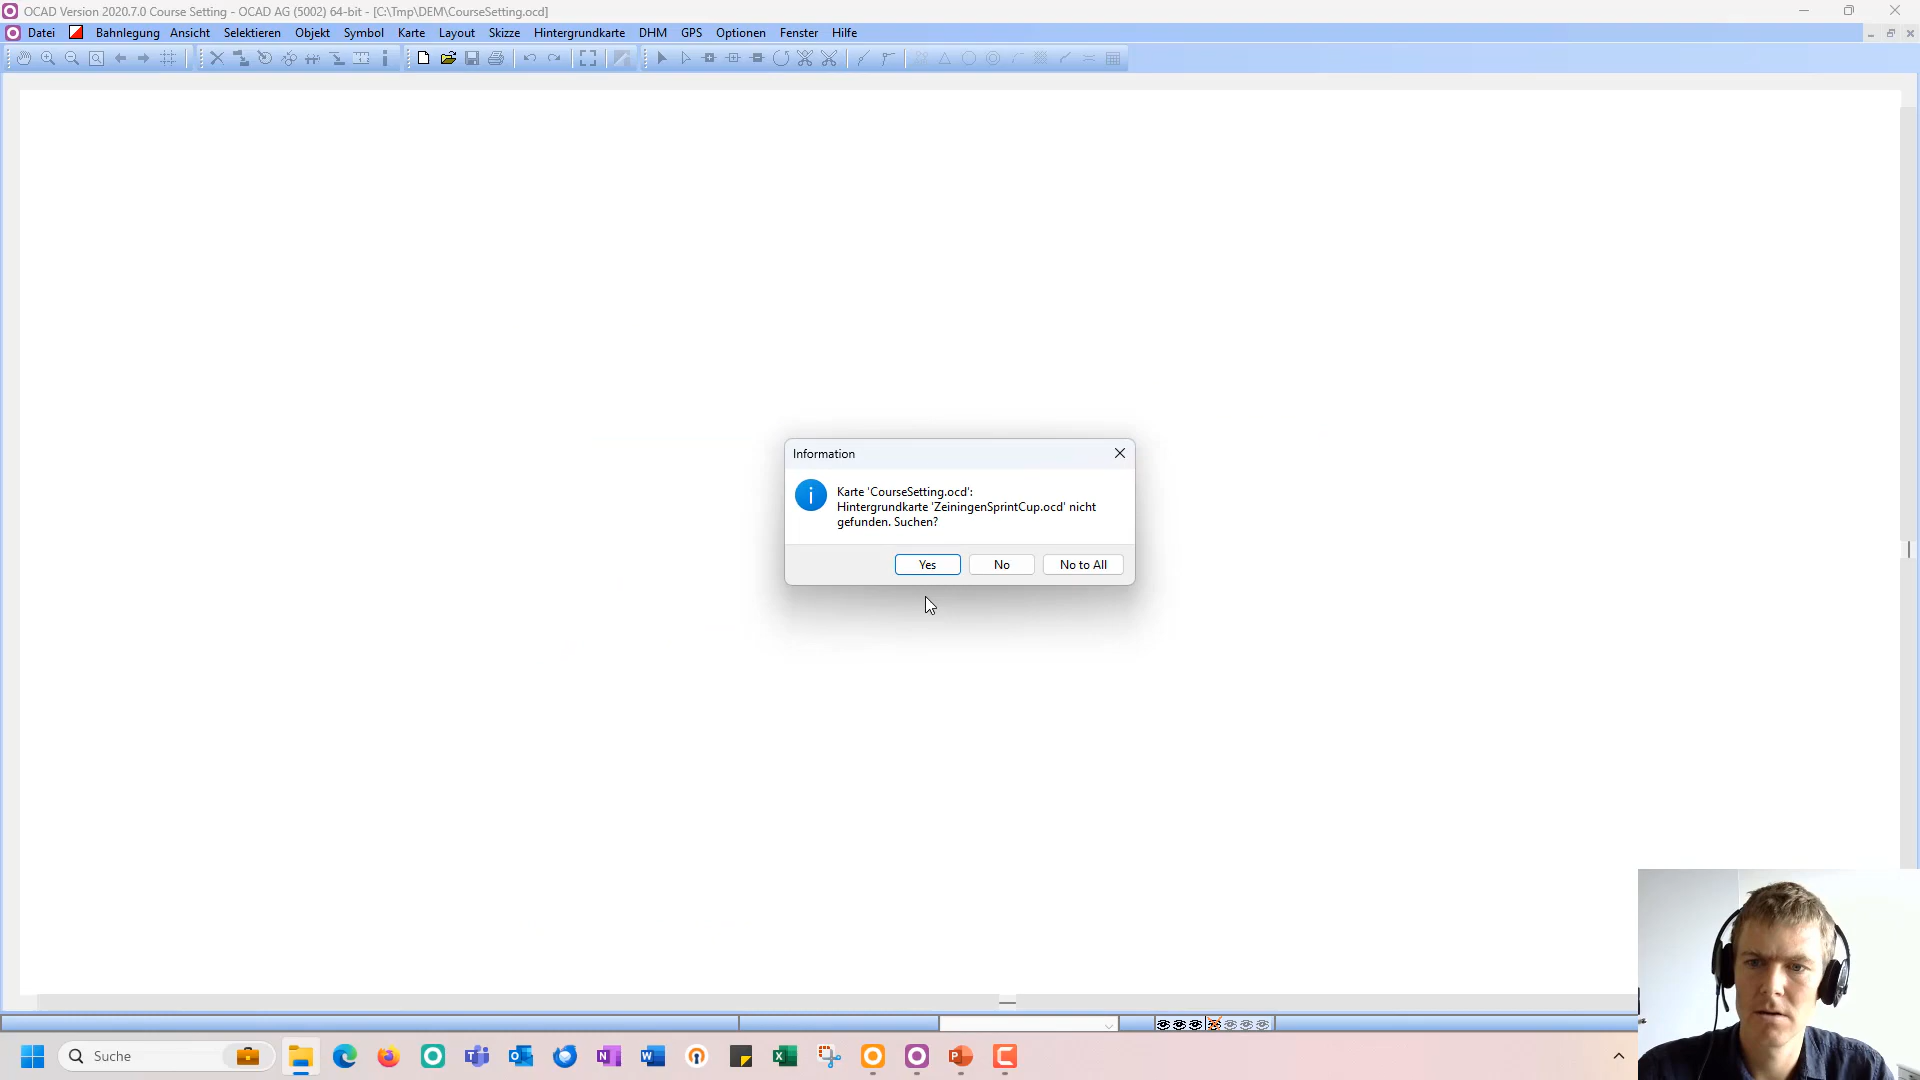 OCAD Version 2020.7.0 Course Setting - OCAD AG (5002) 64-bit - [C:\Tmp\DEM\CourseSetting.ocd]
Datei Bahnlegung Ansicht Selektieren Objekt Symbol Karte Layout Skizze Hintergrundkarte DHM GPS Optionen Fenster Hilfe
Information
Karte 'CourseSetting.ocd':
Hintergrundkarte 'ZeiningenSprintCup.ocd' nicht
gefunden. Suchen?
Yes No No to All
Suche